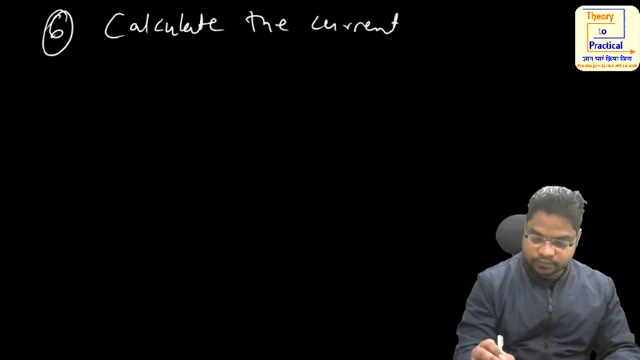 6 Calculate the current
Theory
to
Practical
ज्ञान भारं क्रिया विना